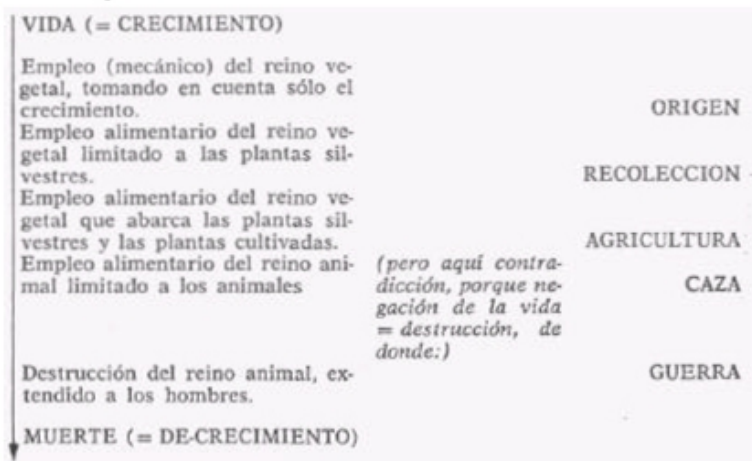 VIDA (= CRECIMIENTO)
Empleo (mecánico) del reino ve-
getal, tomando en cuenta sólo el
crecimiento.
ORIGEN
Empleo alimentario del reino ve-
getal limitado a las plantas sil-
vestres.
RECOLECCION
Empleo alimentario del reino ve-
getal que abarca las plantas sil-
vestres y las plantas cultivadas.
AGRICULTURA
Empleo alimentario del reino ani-
mal limitado a los animales
(pero aquí contra-
dicción, porque ne-
gación de la vida
= destrucción, de
donde:)
CAZA
Destrucción del reino animal, ex-
tendido a los hombres.
GUERRA
MUERTE (= DE-CRECIMIENTO)